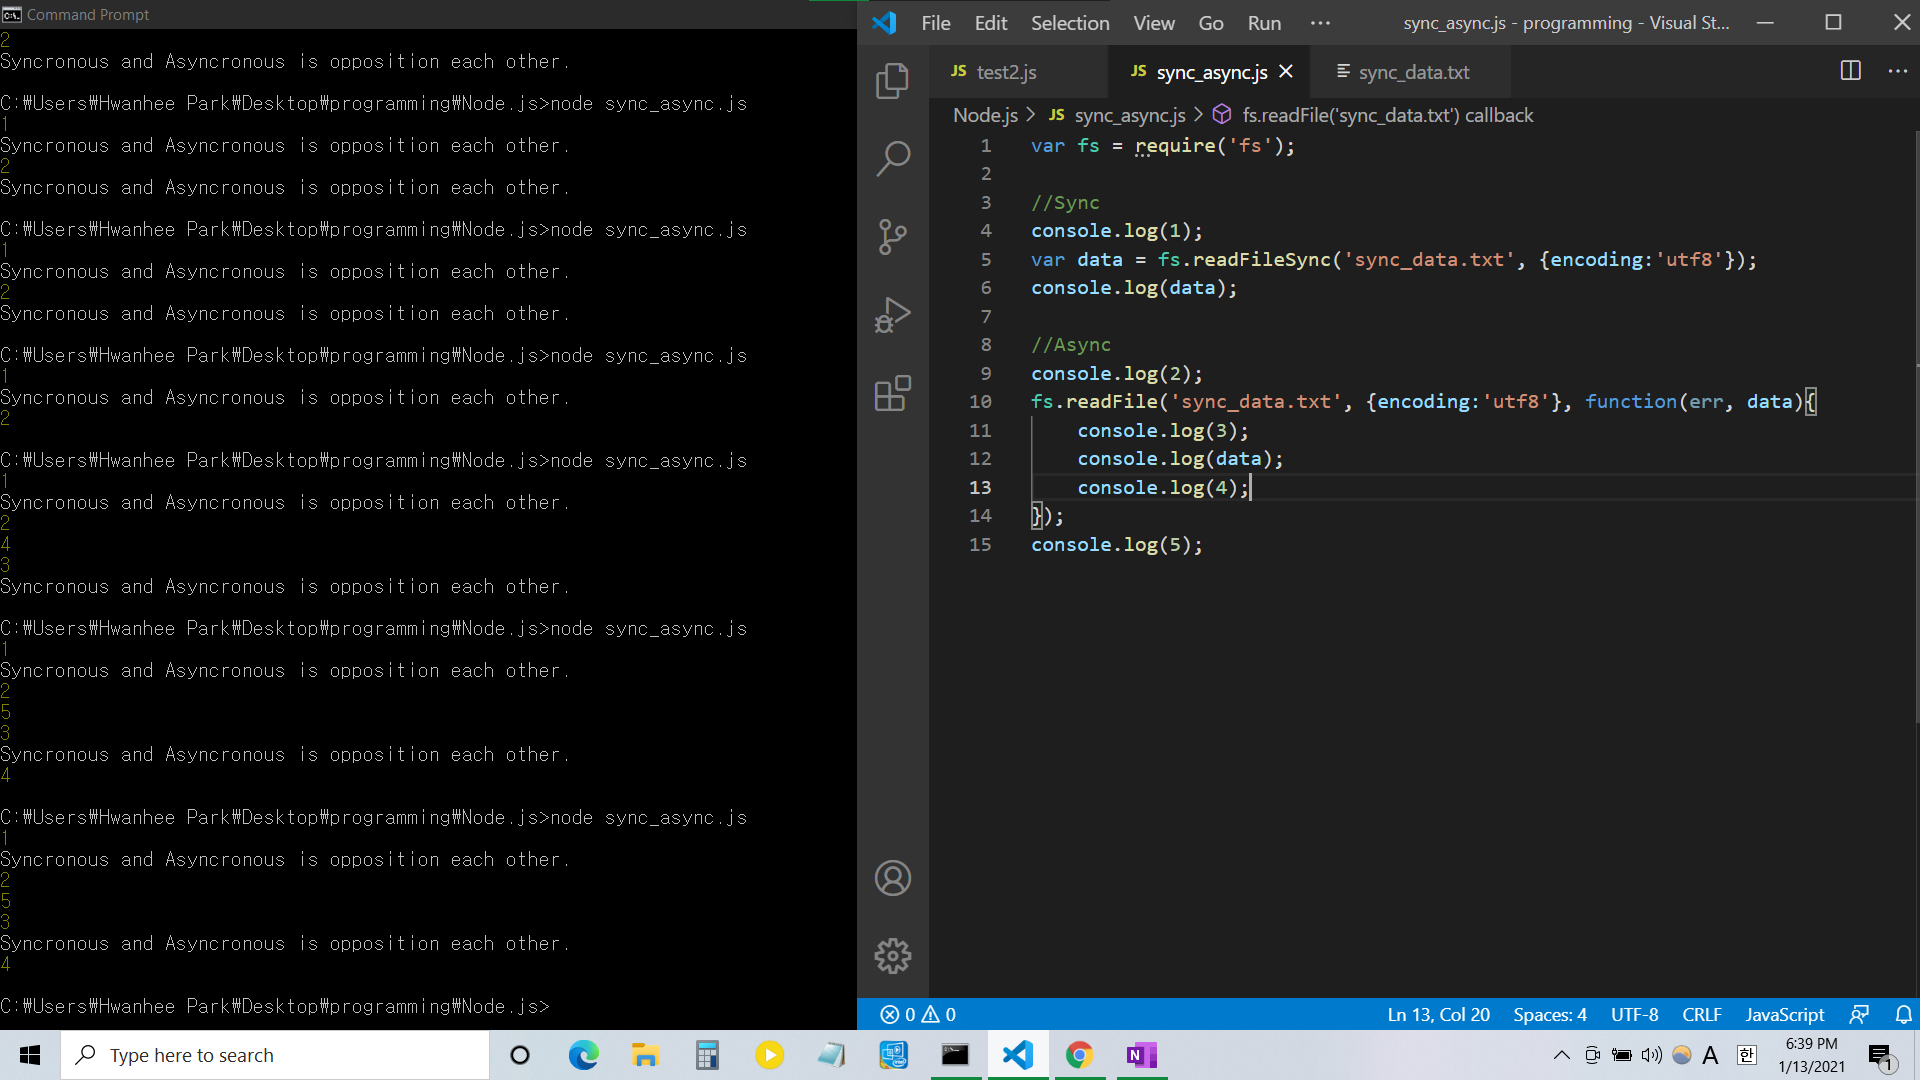 Command Prompt
2
Syncronous and Asyncronous is opposition each other.
C:₩Users₩Hwanhee Park₩Desktop₩programming₩Node.js>node sync_async.js
1
Syncronous and Asyncronous is opposition each other.
2
Syncronous and Asyncronous is opposition each other.
C:₩Users₩Hwanhee Park₩Desktop₩programming₩Node.js>node sync_async.js
1
Syncronous and Asyncronous is opposition each other.
2
Syncronous and Asyncronous is opposition each other.
C:₩Users₩Hwanhee Park₩Desktop₩programming₩Node.js>node sync_async.js
1
Syncronous and Asyncronous is opposition each other.
2
C:₩Users₩Hwanhee Park₩Desktop₩programming₩Node.js>node sync_async.js
1
Syncronous and Asyncronous is opposition each other.
2
4
3
Syncronous and Asyncronous is opposition each other.
C:₩Users₩Hwanhee Park₩Desktop₩programming₩Node.js>node sync_async.js
1
Syncronous and Asyncronous is opposition each other.
2
5
3
Syncronous and Asyncronous is opposition each other.
4
C:₩Users₩Hwanhee Park₩Desktop₩programming₩Node.js>node sync_async.js
1
Syncronous and Asyncronous is opposition each other.
2
5
3
Syncronous and Asyncronous is opposition each other.
4
C:₩Users₩Hwanhee Park₩Desktop₩programming₩Node.js>
File Edit Selection View Go Run ··· sync_async.js - programming - Visual St...
JS test2.js JS sync_async.js sync_data.txt
Node.js > JS sync_async.js > fs.readFile('sync_data.txt') callback
1 var fs = require('fs');
2
3 //Sync
4 console.log(1);
5 var data = fs.readFileSync('sync_data.txt', {encoding:'utf8'});
6 console.log(data);
7
8 //Async
9 console.log(2);
10 fs.readFile('sync_data.txt', {encoding:'utf8'}, function(err, data){
11 console.log(3);
12 console.log(data);
13 console.log(4);
14 });
15 console.log(5);
0 0 Ln 13, Col 20 Spaces: 4 UTF-8 CRLF JavaScript
Type here to search
A 한 6:39 PM
1/13/2021
1